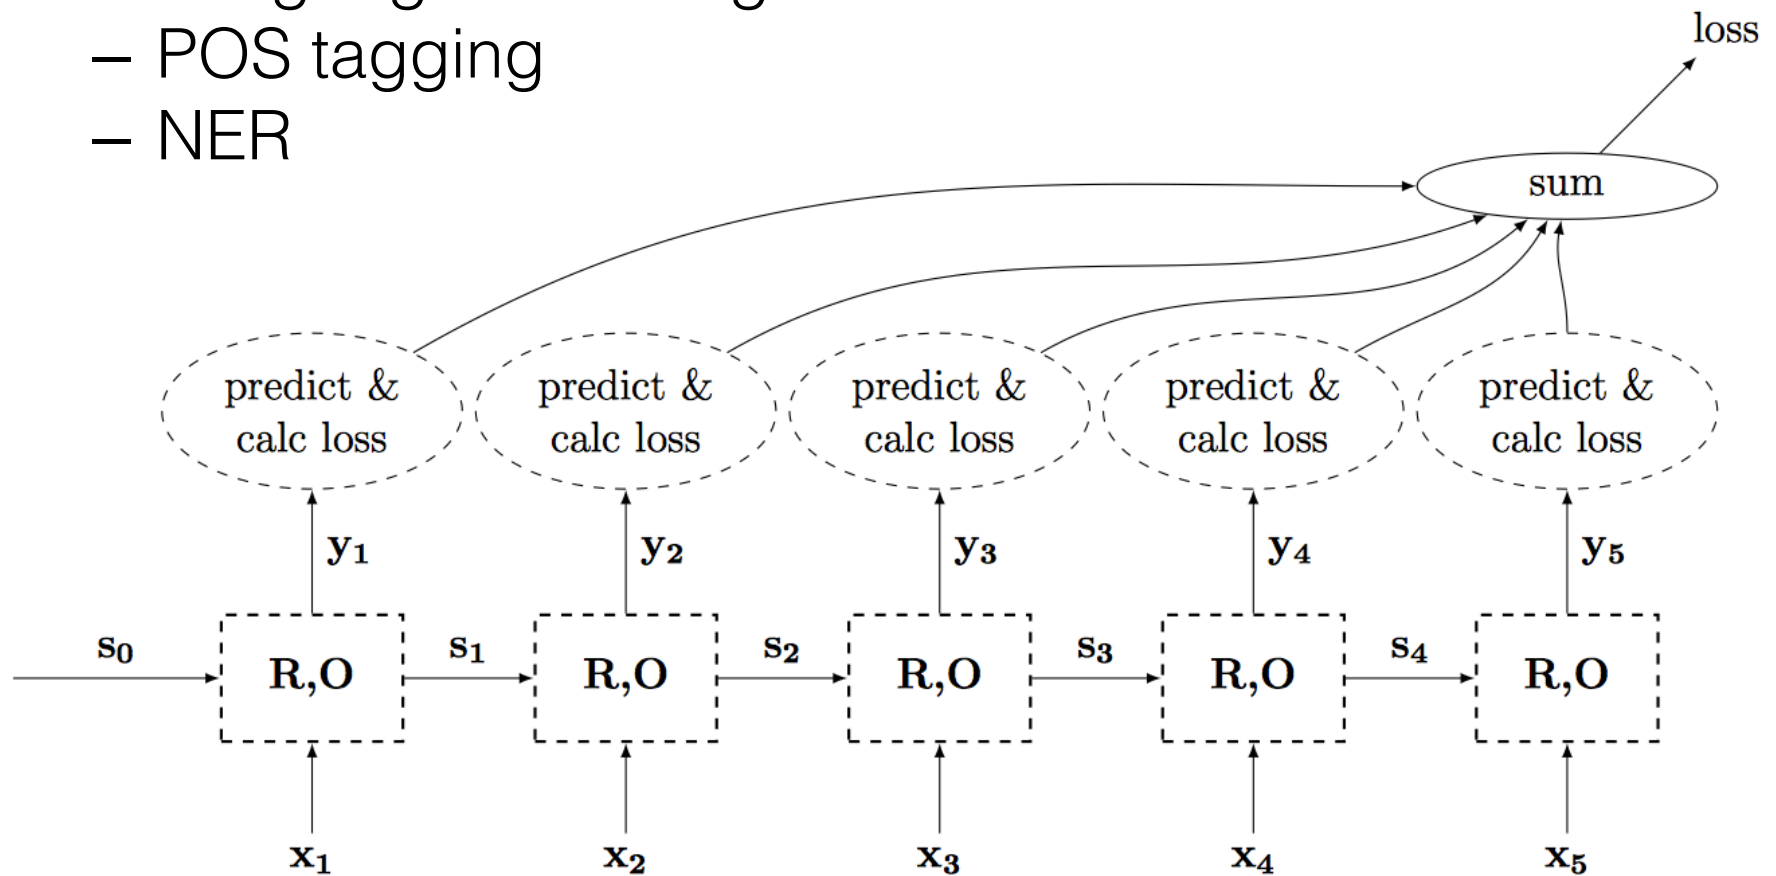 – POS tagging
– NER
loss
sum
predict & calc loss
predict & calc loss
predict & calc loss
predict & calc loss
predict & calc loss
y₁ y₂ y₃ y₄ y₅
s₀ s₁ s₂ s₃ s₄
R,O R,O R,O R,O R,O
x₁ x₂ x₃ x₄ x₅